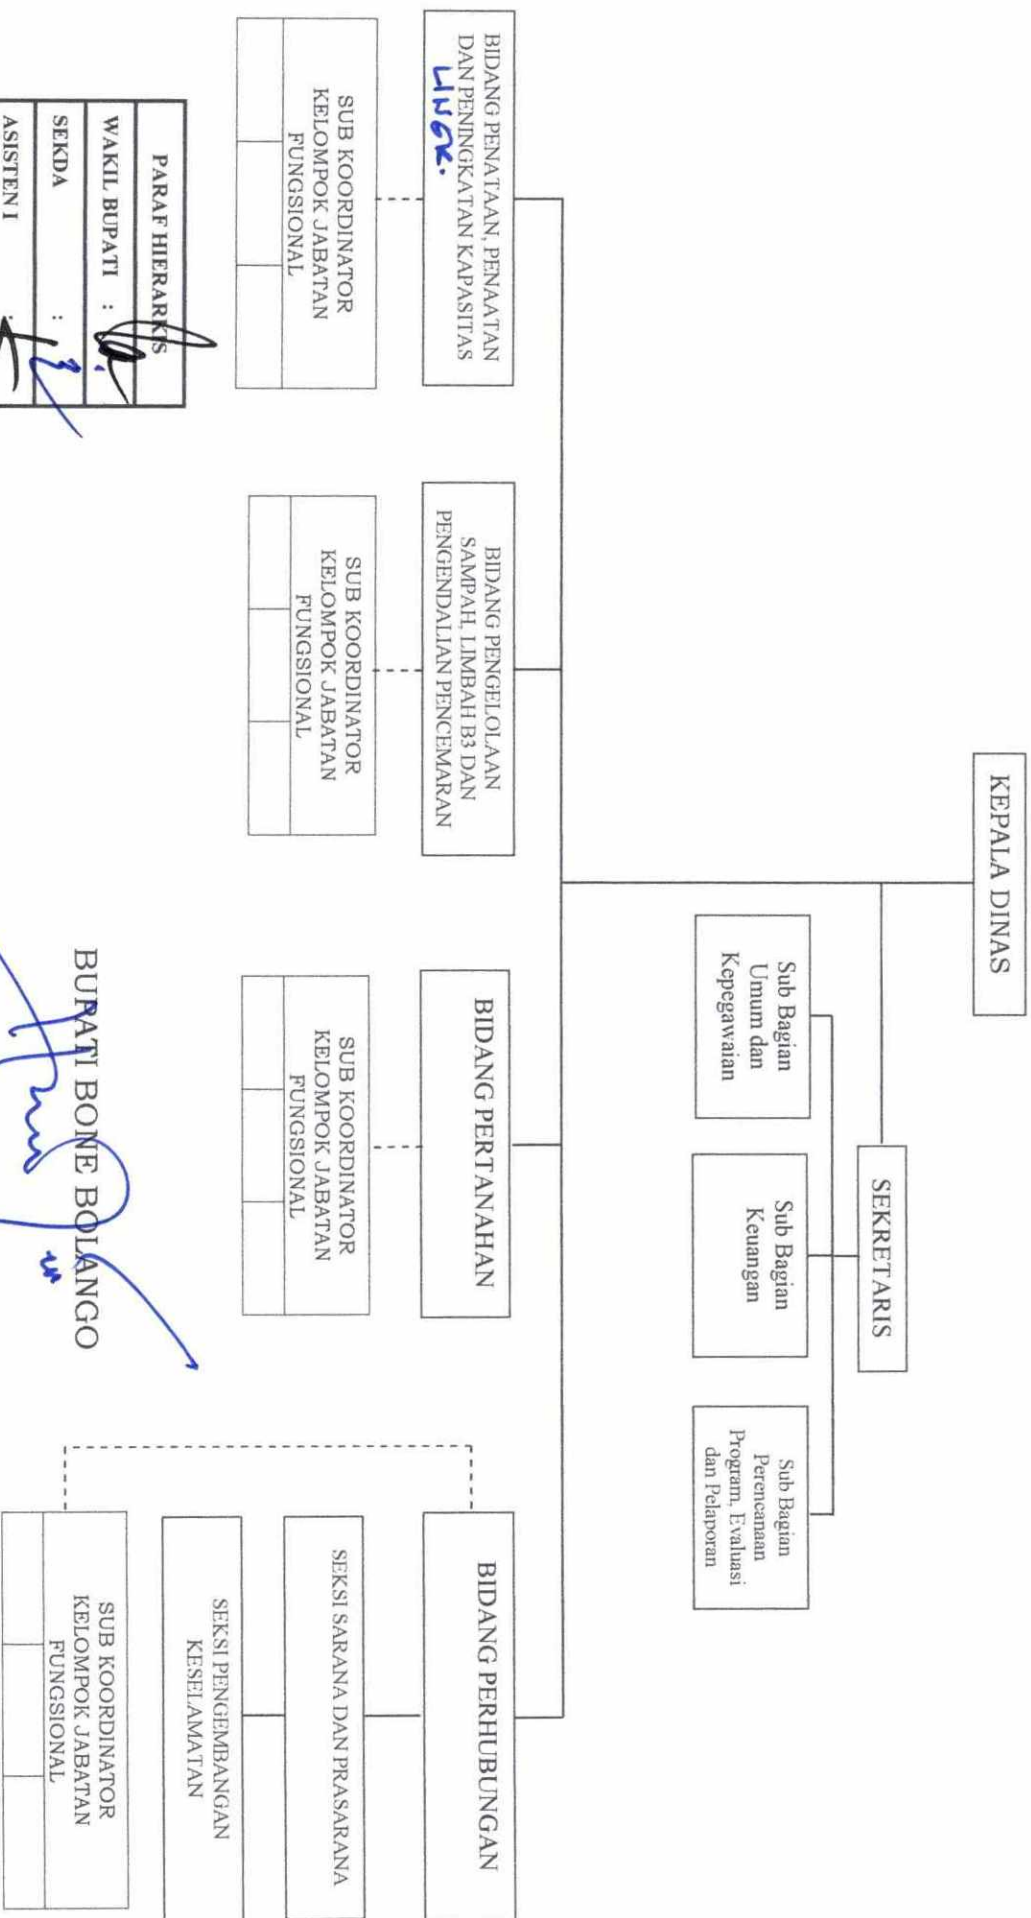 KEPALA DINAS
SEKRETARIS
Sub Bagian
Umum dan
Kepegawaian
Sub Bagian
Keuangan
Sub Bagian
Perencanaan
Program, Evaluasi
dan Pelaporan
BIDANG PENATAAN, PENAATAN
DAN PENINGKATAN KAPASITAS
LINGK.
SUB KOORDINATOR
KELOMPOK JABATAN
FUNGSIONAL
BIDANG PENGELOLAAN
SAMPAH, LIMBAH B3 DAN
PENGENDALIAN PENCEMARAN
SUB KOORDINATOR
KELOMPOK JABATAN
FUNGSIONAL
BIDANG PERTANAHAN
SUB KOORDINATOR
KELOMPOK JABATAN
FUNGSIONAL
BIDANG PERHUBUNGAN
SEKSI SARANA DAN PRASARANA
SEKSI PENGEMBANGAN
KESELAMATAN
SUB KOORDINATOR
KELOMPOK JABATAN
FUNGSIONAL
PARAF HIERARKIS
WAKIL BUPATI :
SEKDA :
ASISTEN I :
BUPATI BONE BOLANGO